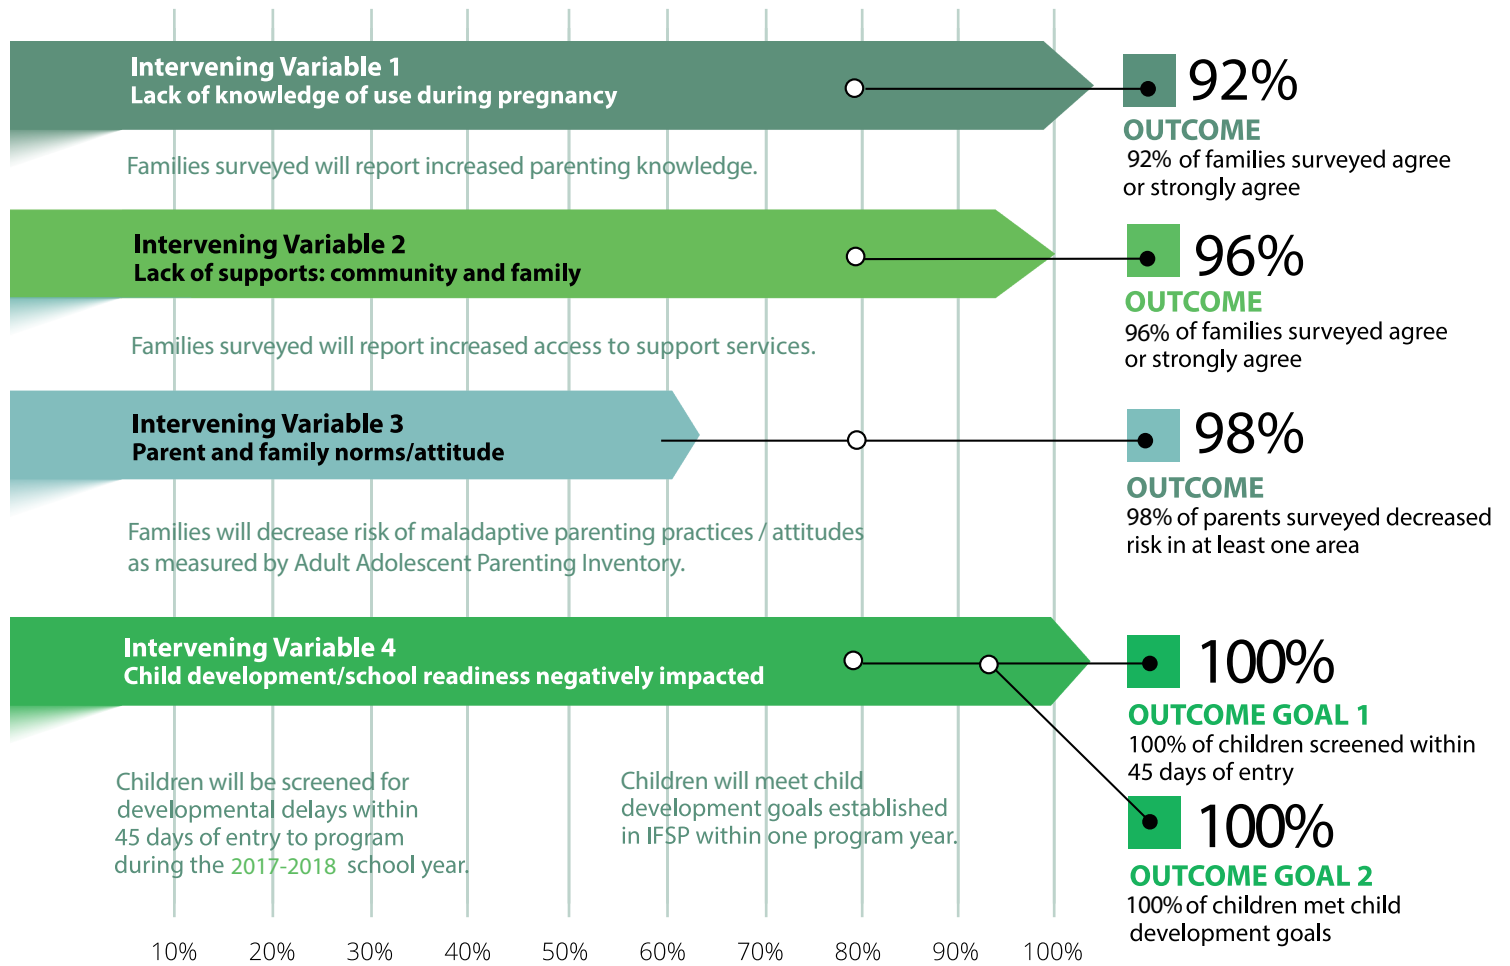 Intervening Variable 1
Lack of knowledge of use during pregnancy
92%
OUTCOME
92% of families surveyed agree
or strongly agree
Families surveyed will report increased parenting knowledge.
Intervening Variable 2
Lack of supports: community and family
96%
OUTCOME
96% of families surveyed agree
or strongly agree
Families surveyed will report increased access to support services.
Intervening Variable 3
Parent and family norms/attitude
98%
OUTCOME
98% of parents surveyed decreased
risk in at least one area
Families will decrease risk of maladaptive parenting practices / attitudes
as measured by Adult Adolescent Parenting Inventory.
Intervening Variable 4
Child development/school readiness negatively impacted
100%
OUTCOME GOAL 1
100% of children screened within
45 days of entry
Children will be screened for
developmental delays within
45 days of entry to program
during the 2017-2018 school year.
Children will meet child
development goals established
in IFSP within one program year.
100%
OUTCOME GOAL 2
100% of children met child
development goals
10% 20% 30% 40% 50% 60% 70% 80% 90% 100%